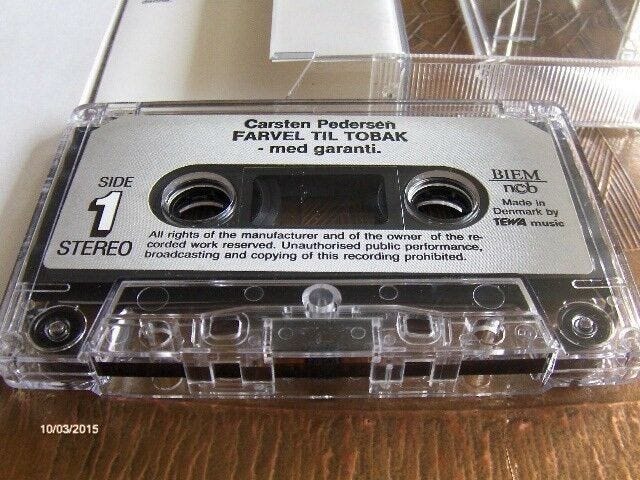 Carsten Pedersen
FARVEL TIL TOBAK
- med garanti.
SIDE
1
STEREO
BIEM
ncb
Made in
Denmark by
TEWA music
All rights of the manufacturer and of the owner of the re-
corded work reserved. Unauthorised public performance,
broadcasting and copying of this recording prohibited.
10/03/2015